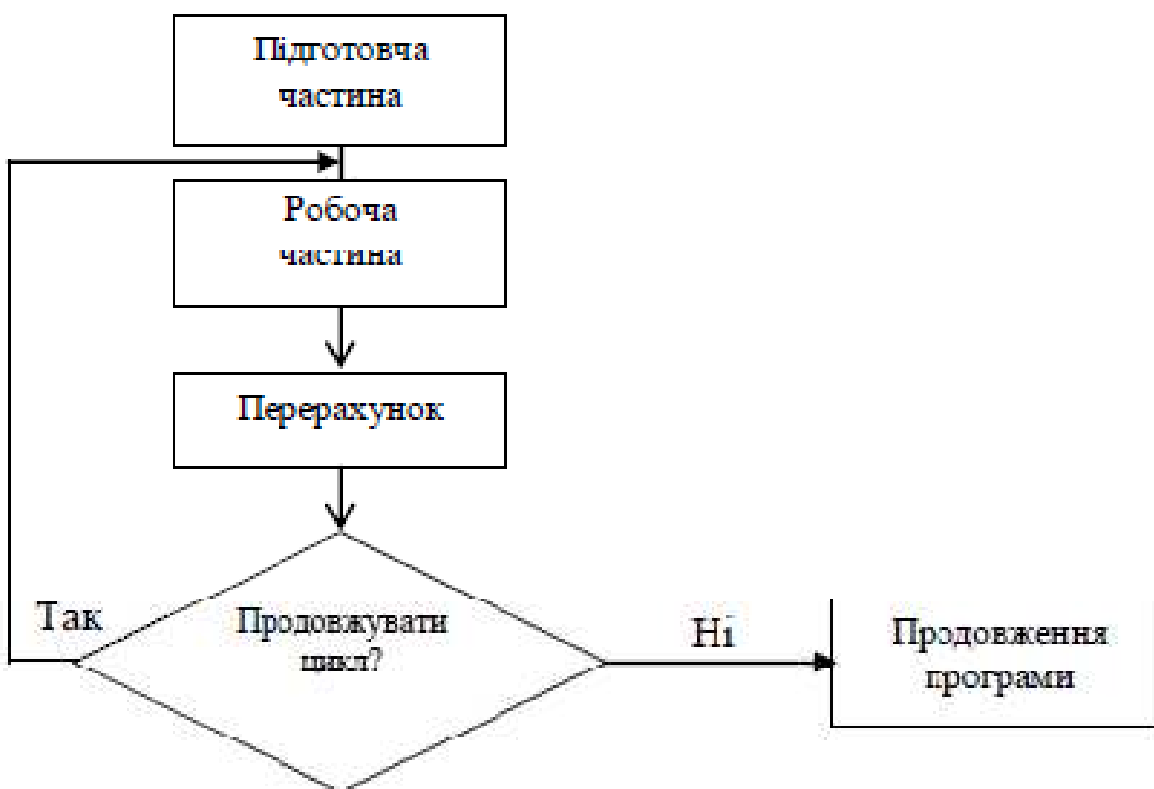 Підготовча
частина
Робоча
частина
Перерахунок
Так
Продовжувати
цикл?
Ні
Продовження
програми